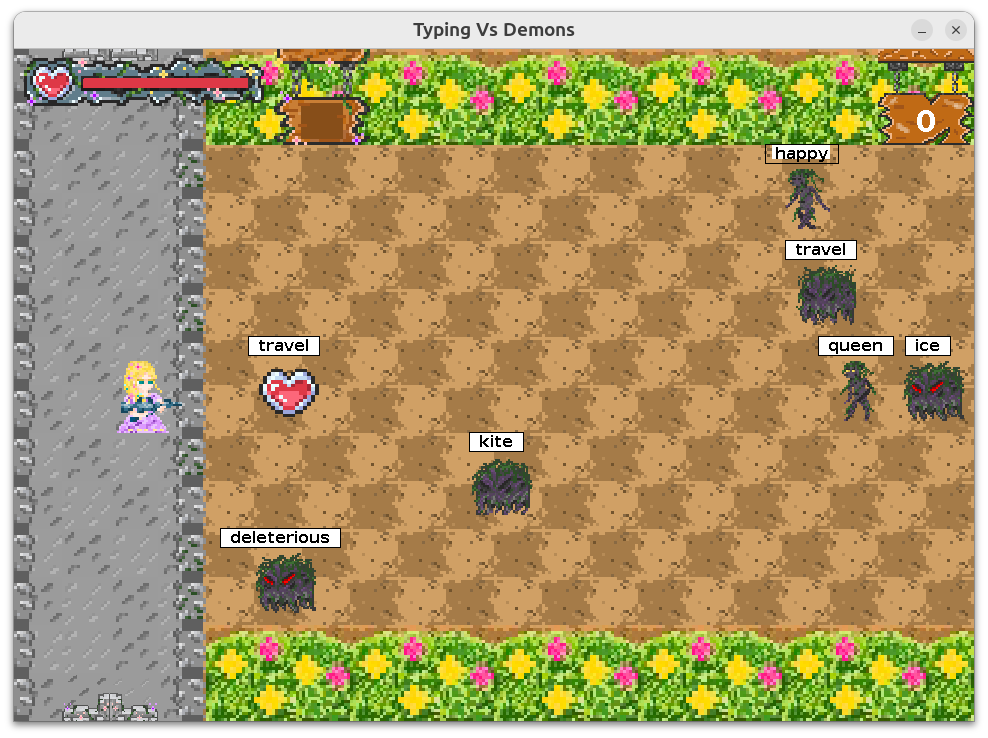 Typing Vs Demons
0
happy
travel
travel
queen
ice
kite
deleterious